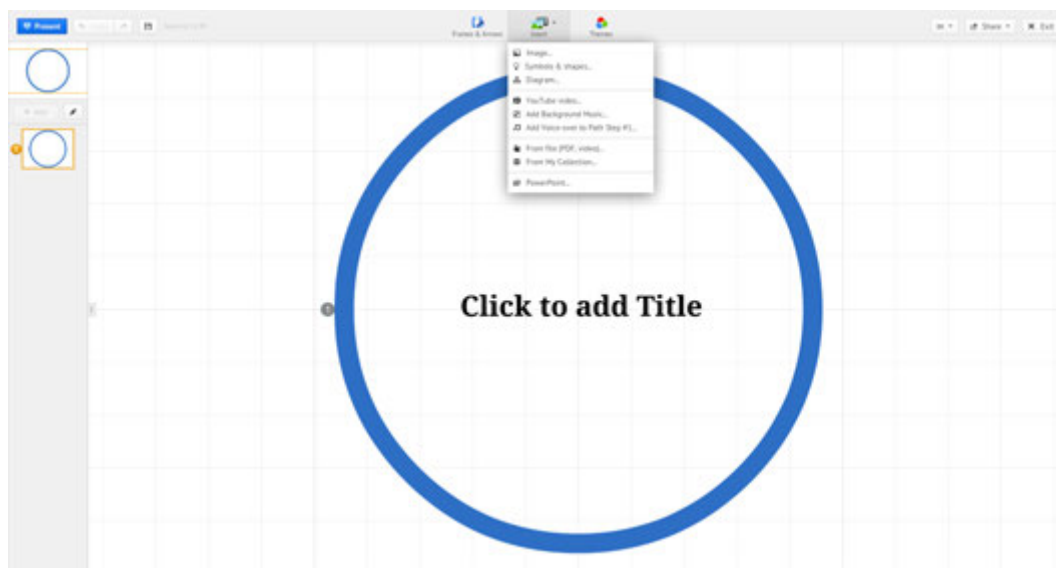 Present
Frames & Arrows
Insert
Themes
Share
Exit
Image...
Symbols & shapes...
Diagram...
YouTube video...
Add Background Music...
Add Voice-over to Path Step #1...
From file (PDF, video)...
From My Collection...
PowerPoint...
Click to add Title